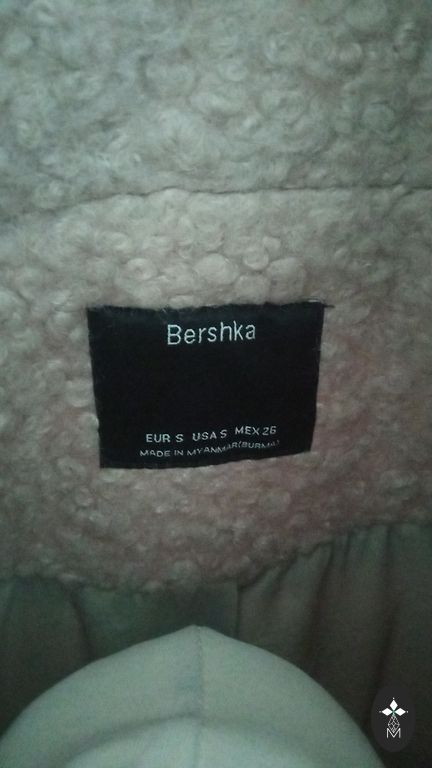 Bershka
EUR S USA S MEX 26
MADE IN MYANMAR(BURMA)
M